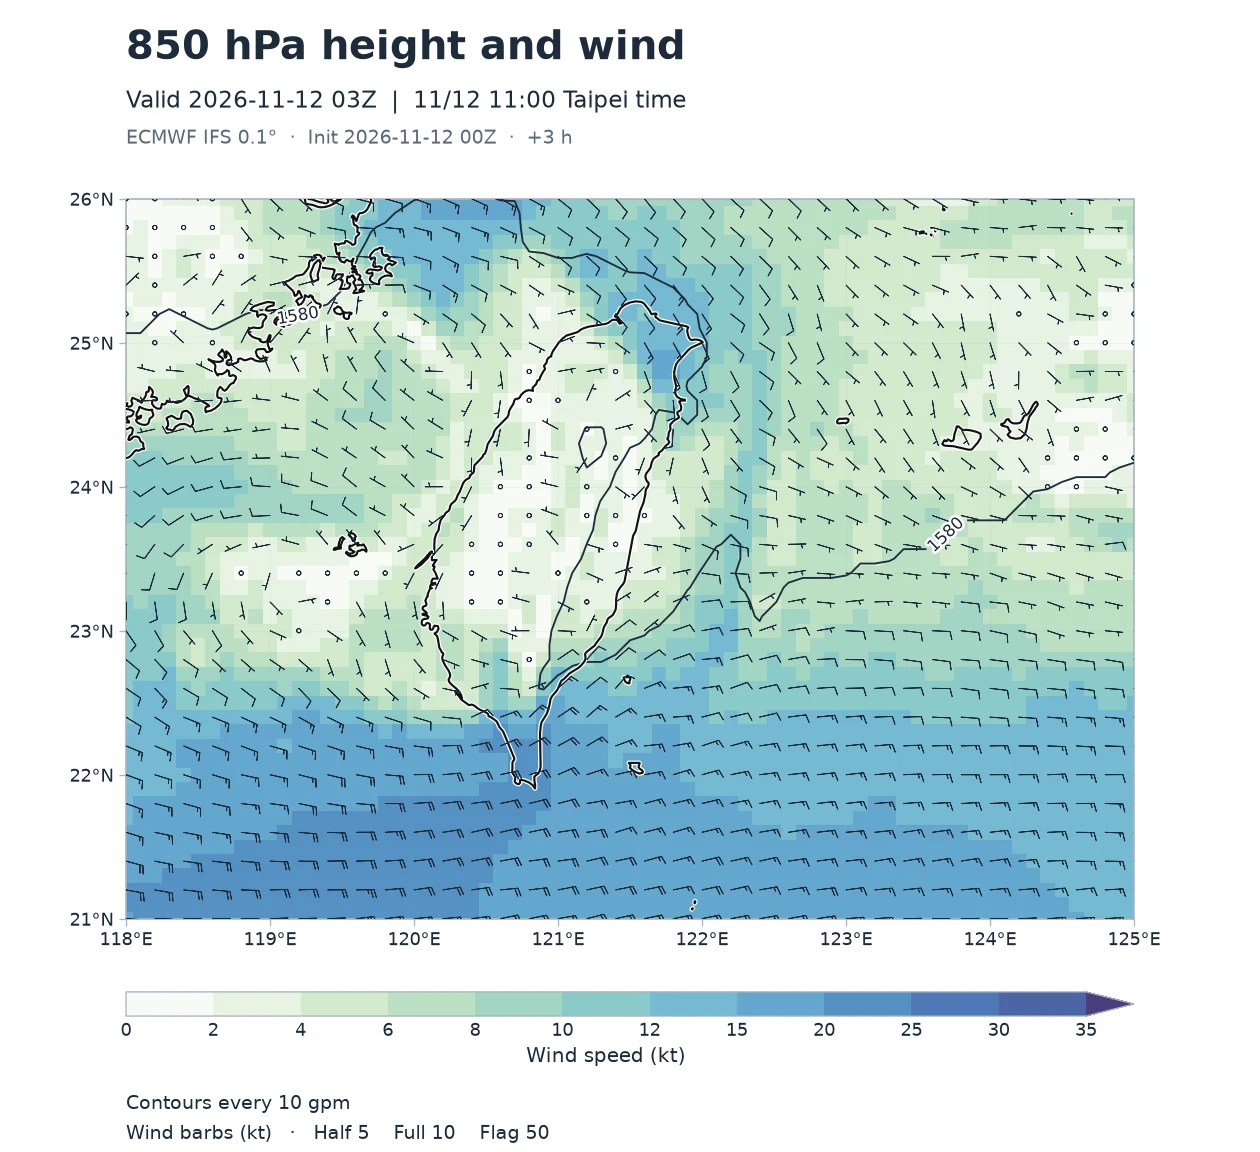 850 hPa height and wind
Valid 2026-11-12 03Z | 11/12 11:00 Taipei time
ECMWF IFS 0.1° · Init 2026-11-12 00Z · +3 h
26°N
25°N
24°N
23°N
22°N
21°N
1580
1580
118°E 119°E 120°E 121°E 122°E 123°E 124°E 125°E
0 2 4 6 8 10 12 15 20 25 30 35
Wind speed (kt)
Contours every 10 gpm
Wind barbs (kt) · Half 5 Full 10 Flag 50